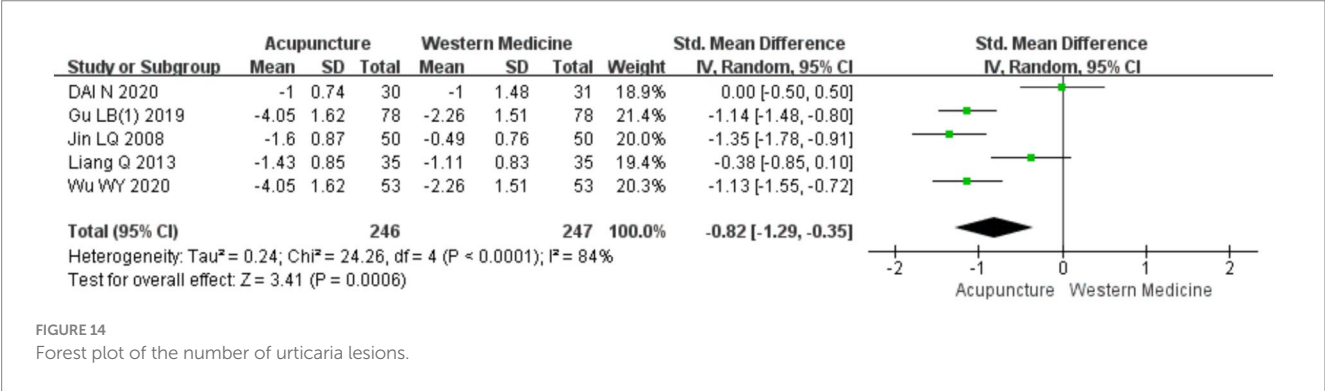 Acupuncture Western Medicine Std. Mean Difference Std. Mean Difference
Study or Subgroup Mean SD Total Mean SD Total Weight IV, Random, 95% CI IV, Random, 95% CI
DAI N 2020 -1 0.74 30 -1 1.48 31 18.9% 0.00 [-0.50, 0.50]
Gu LB(1) 2019 -4.05 1.62 78 -2.26 1.51 78 21.4% -1.14 [-1.48, -0.80]
Jin LQ 2008 -1.6 0.87 50 -0.49 0.76 50 20.0% -1.35 [-1.78, -0.91]
Liang Q 2013 -1.43 0.85 35 -1.11 0.83 35 19.4% -0.38 [-0.85, 0.10]
Wu WY 2020 -4.05 1.62 53 -2.26 1.51 53 20.3% -1.13 [-1.55, -0.72]
Total (95% CI) 246 247 100.0% -0.82 [-1.29, -0.35]
Heterogeneity: Tau² = 0.24; Chi² = 24.26, df = 4 (P < 0.0001); I² = 84%
Test for overall effect: Z = 3.41 (P = 0.0006)
-2 -1 0 1 2
Acupuncture Western Medicine
FIGURE 14
Forest plot of the number of urticaria lesions.